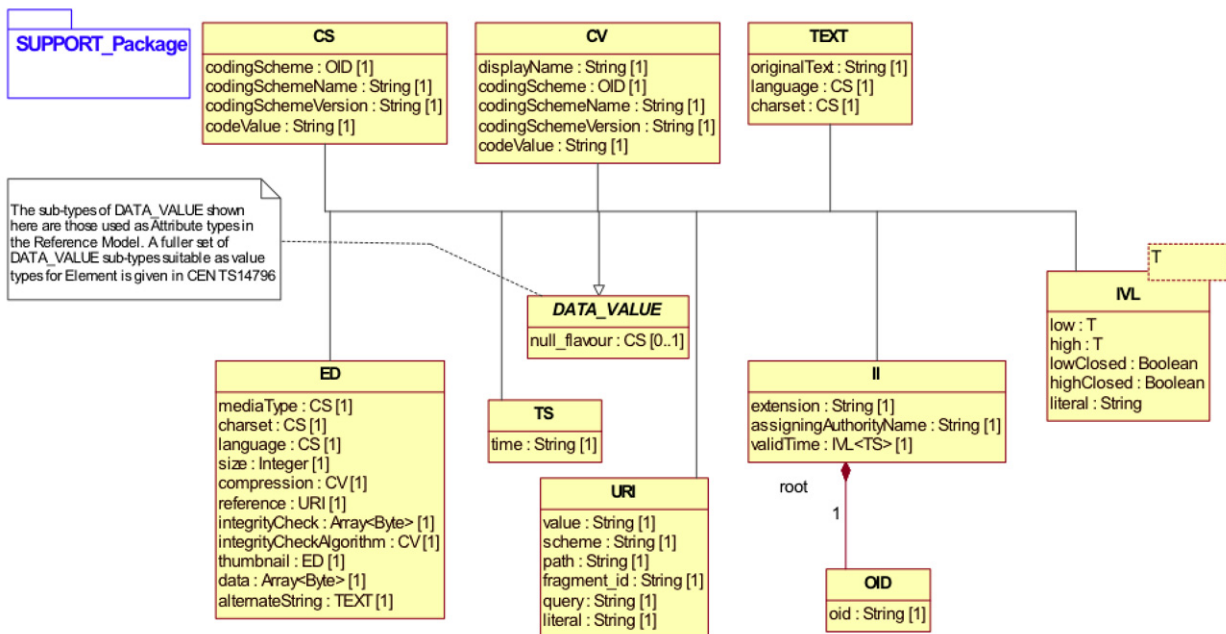 SUPPORT_Package
CS
codingScheme : OID [1]
codingSchemeName : String [1]
codingSchemeVersion : String [1]
codeValue : String [1]
CV
displayName : String [1]
codingScheme : OID [1]
codingSchemeName : String [1]
codingSchemeVersion : String [1]
codeValue : String [1]
TEXT
originalText : String [1]
language : CS [1]
charset : CS [1]
The sub-types of DATA_VALUE shown
here are those used as Attribute types in
the Reference Model. A fuller set of
DATA_VALUE sub-types suitable as value
types for Element is given in CEN TS14796
DATA_VALUE
null_flavour : CS [0..1]
T
IVL
low : T
high : T
lowClosed : Boolean
highClosed : Boolean
literal : String
ED
mediaType : CS [1]
charset : CS [1]
language : CS [1]
size : Integer [1]
compression : CV [1]
reference : URI [1]
integrityCheck : Array<Byte> [1]
integrityCheckAlgorithm : CV [1]
thumbnail : ED [1]
data : Array<Byte> [1]
alternateString : TEXT [1]
TS
time : String [1]
URI
value : String [1]
scheme : String [1]
path : String [1]
fragment_id : String [1]
query : String [1]
literal : String [1]
II
extension : String [1]
assigningAuthorityName : String [1]
validTime : IVL<TS> [1]
root
1
OID
oid : String [1]